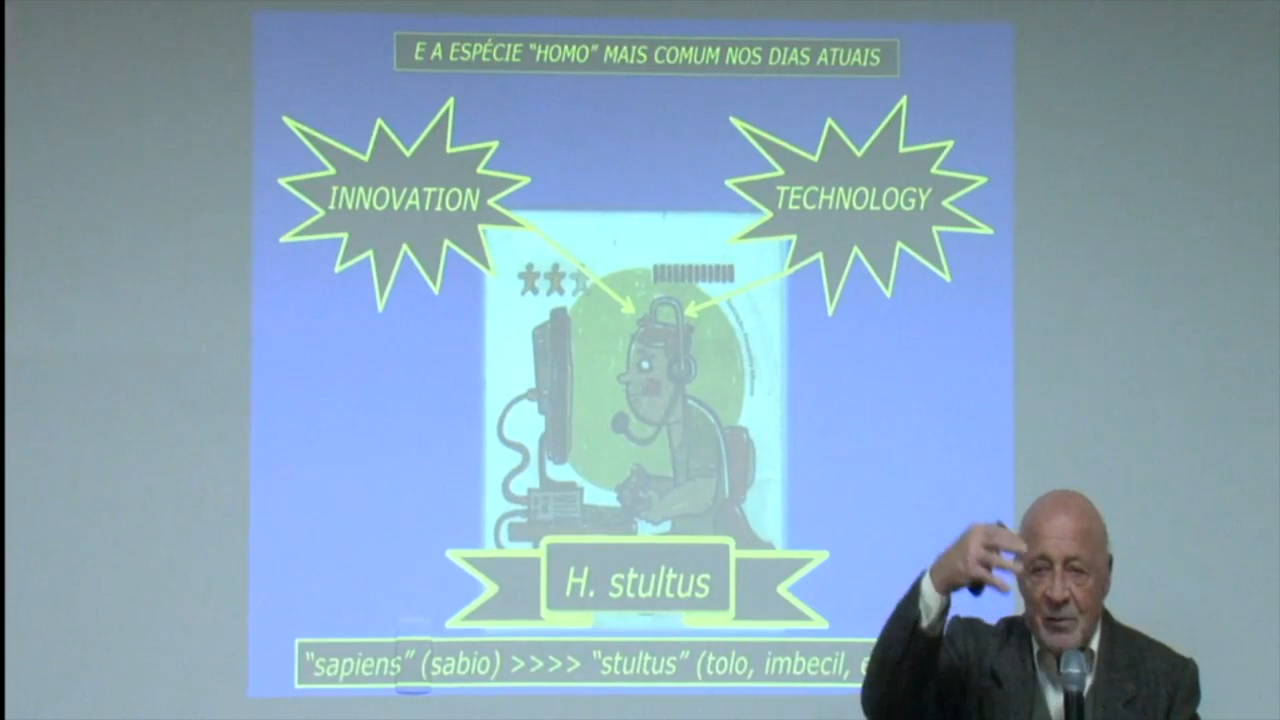 E A ESPÉCIE “HOMO” MAIS COMUM NOS DIAS ATUAIS
INNOVATION
TECHNOLOGY
H. stultus
“sapiens” (sabio) >>>> “stultus” (tolo, imbecil,